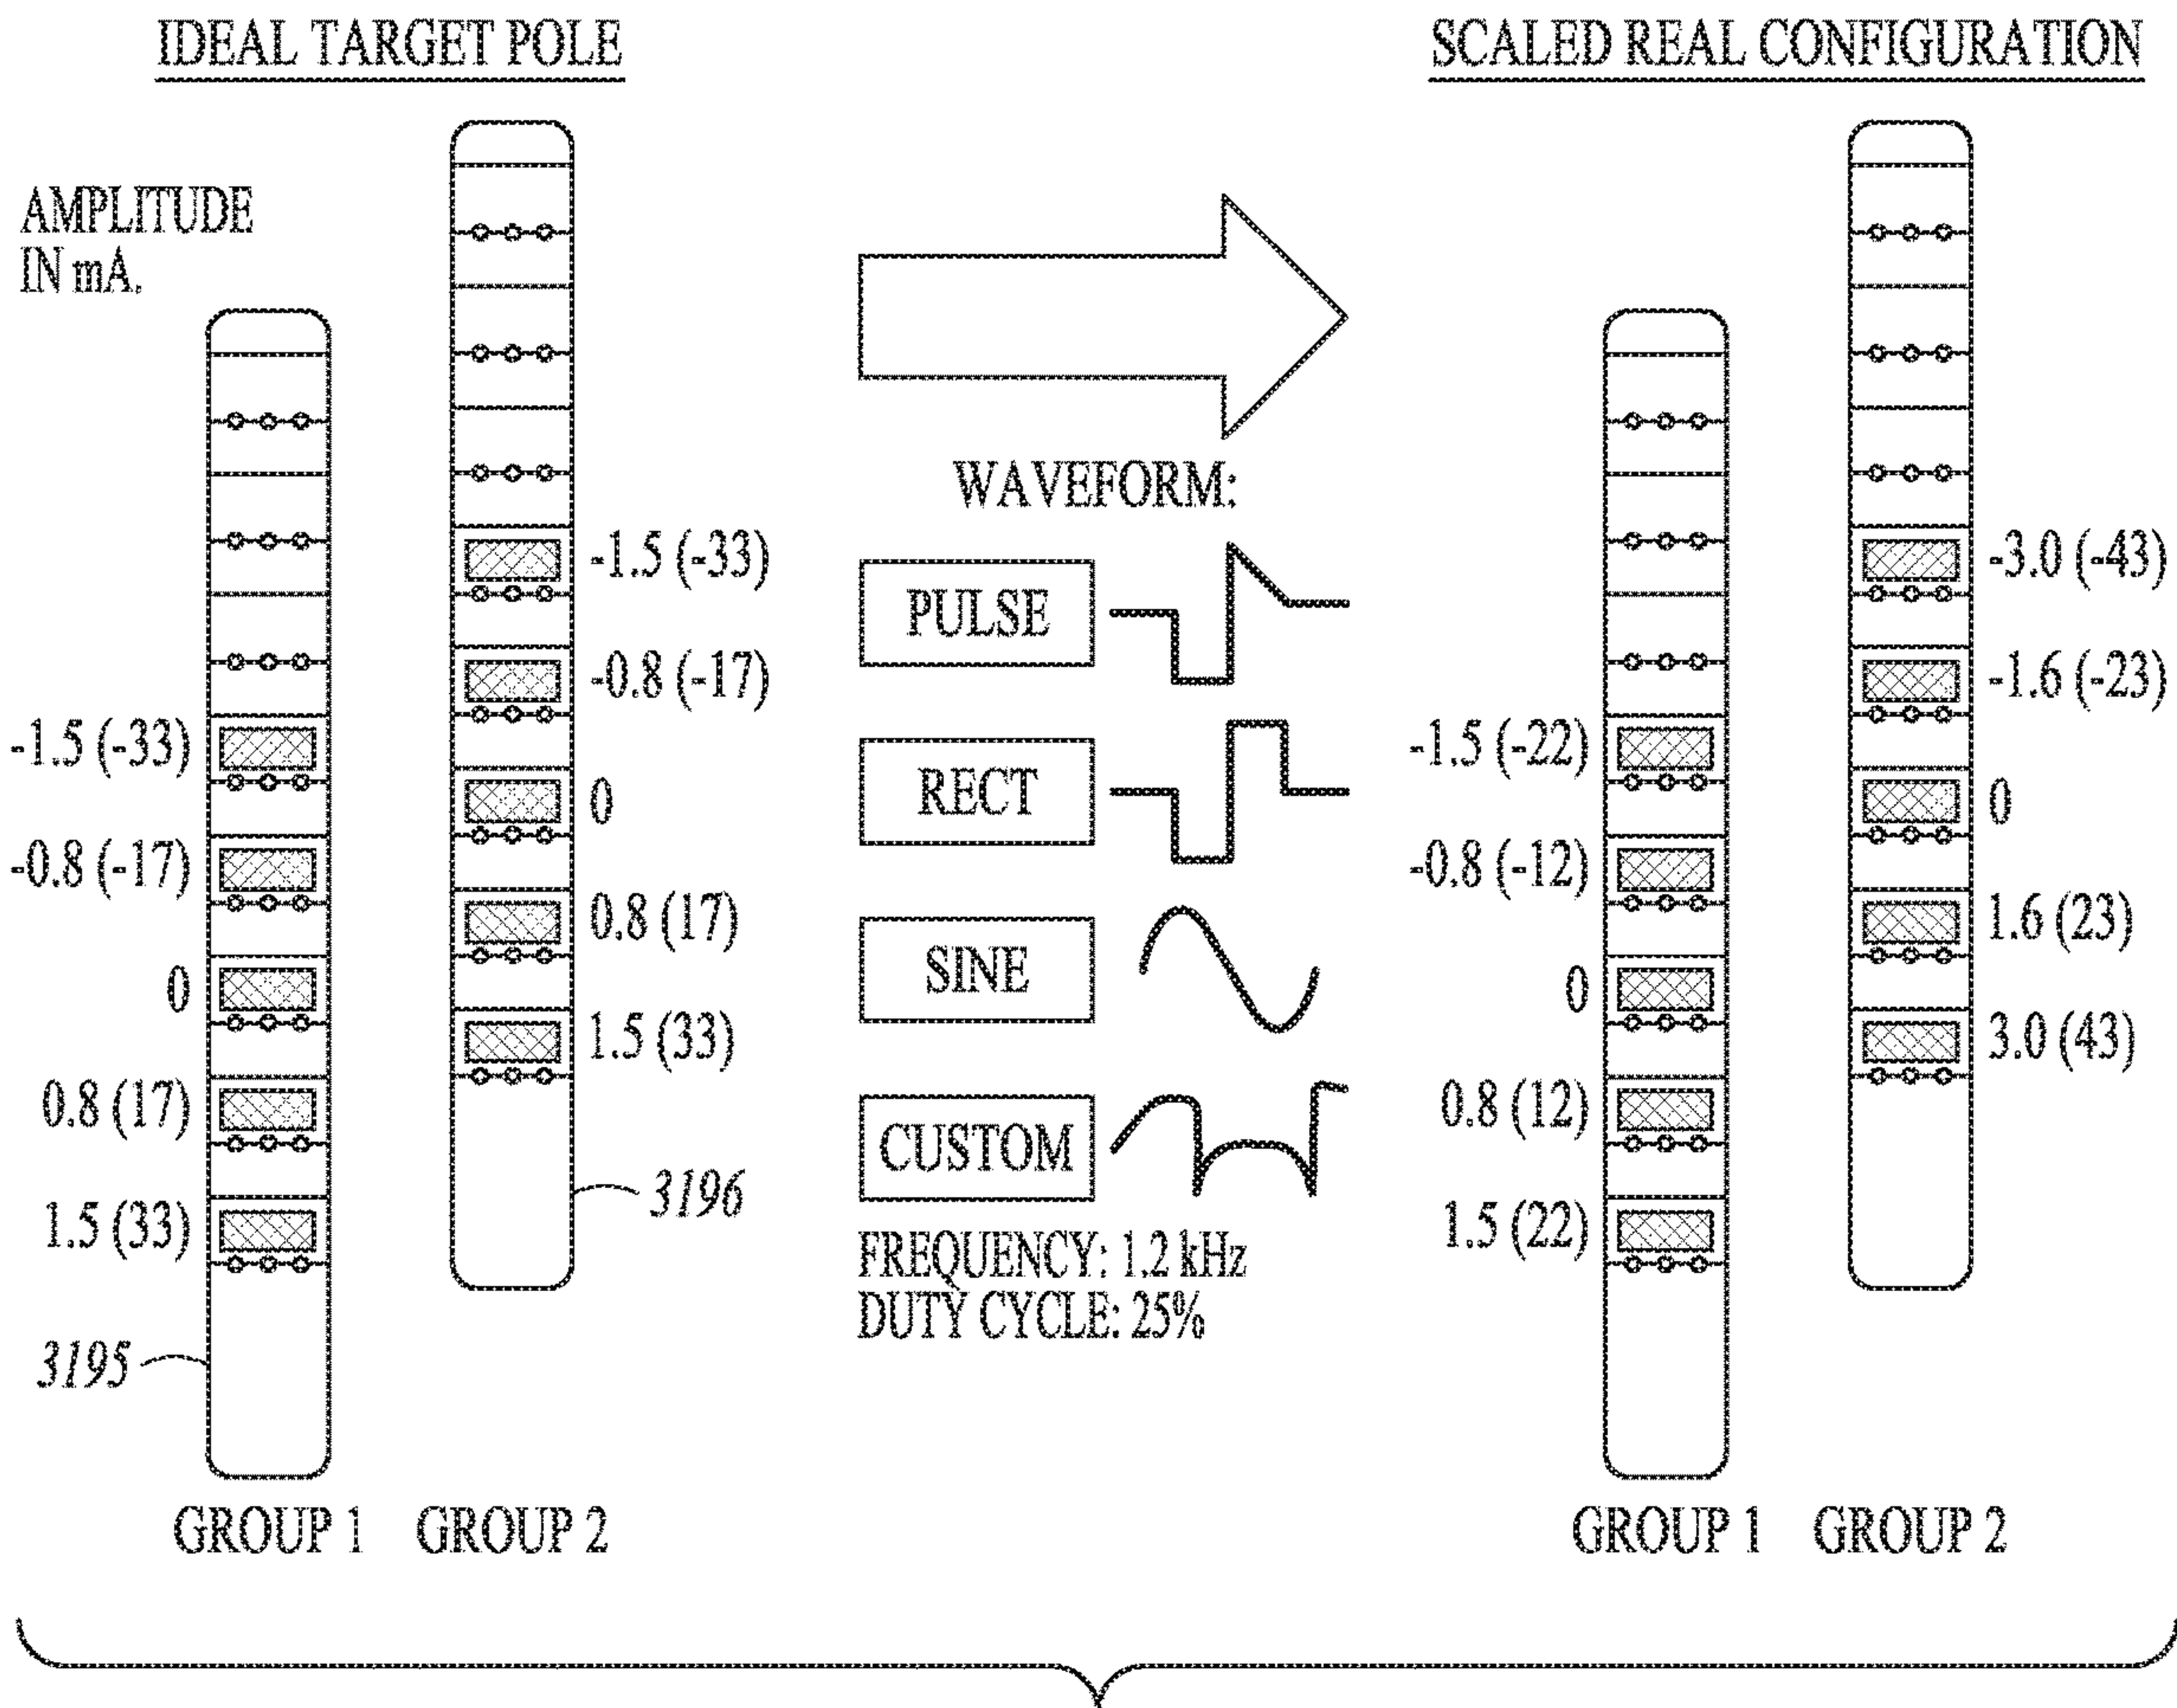 IDEAL TARGET POLE
SCALED REAL CONFIGURATION
AMPLITUDE
IN mA.
-1.5 (-33)
-0.8 (-17)
0
0.8 (17)
1.5 (33)
3195
GROUP 1
-1.5 (-33)
-0.8 (-17)
0
0.8 (17)
1.5 (33)
3196
GROUP 2
WAVEFORM:
PULSE
RECT
SINE
CUSTOM
FREQUENCY: 1.2 kHz
DUTY CYCLE: 25%
-1.5 (-22)
-0.8 (-12)
0
0.8 (12)
1.5 (22)
GROUP 1
-3.0 (-43)
-1.6 (-23)
0
1.6 (23)
3.0 (43)
GROUP 2